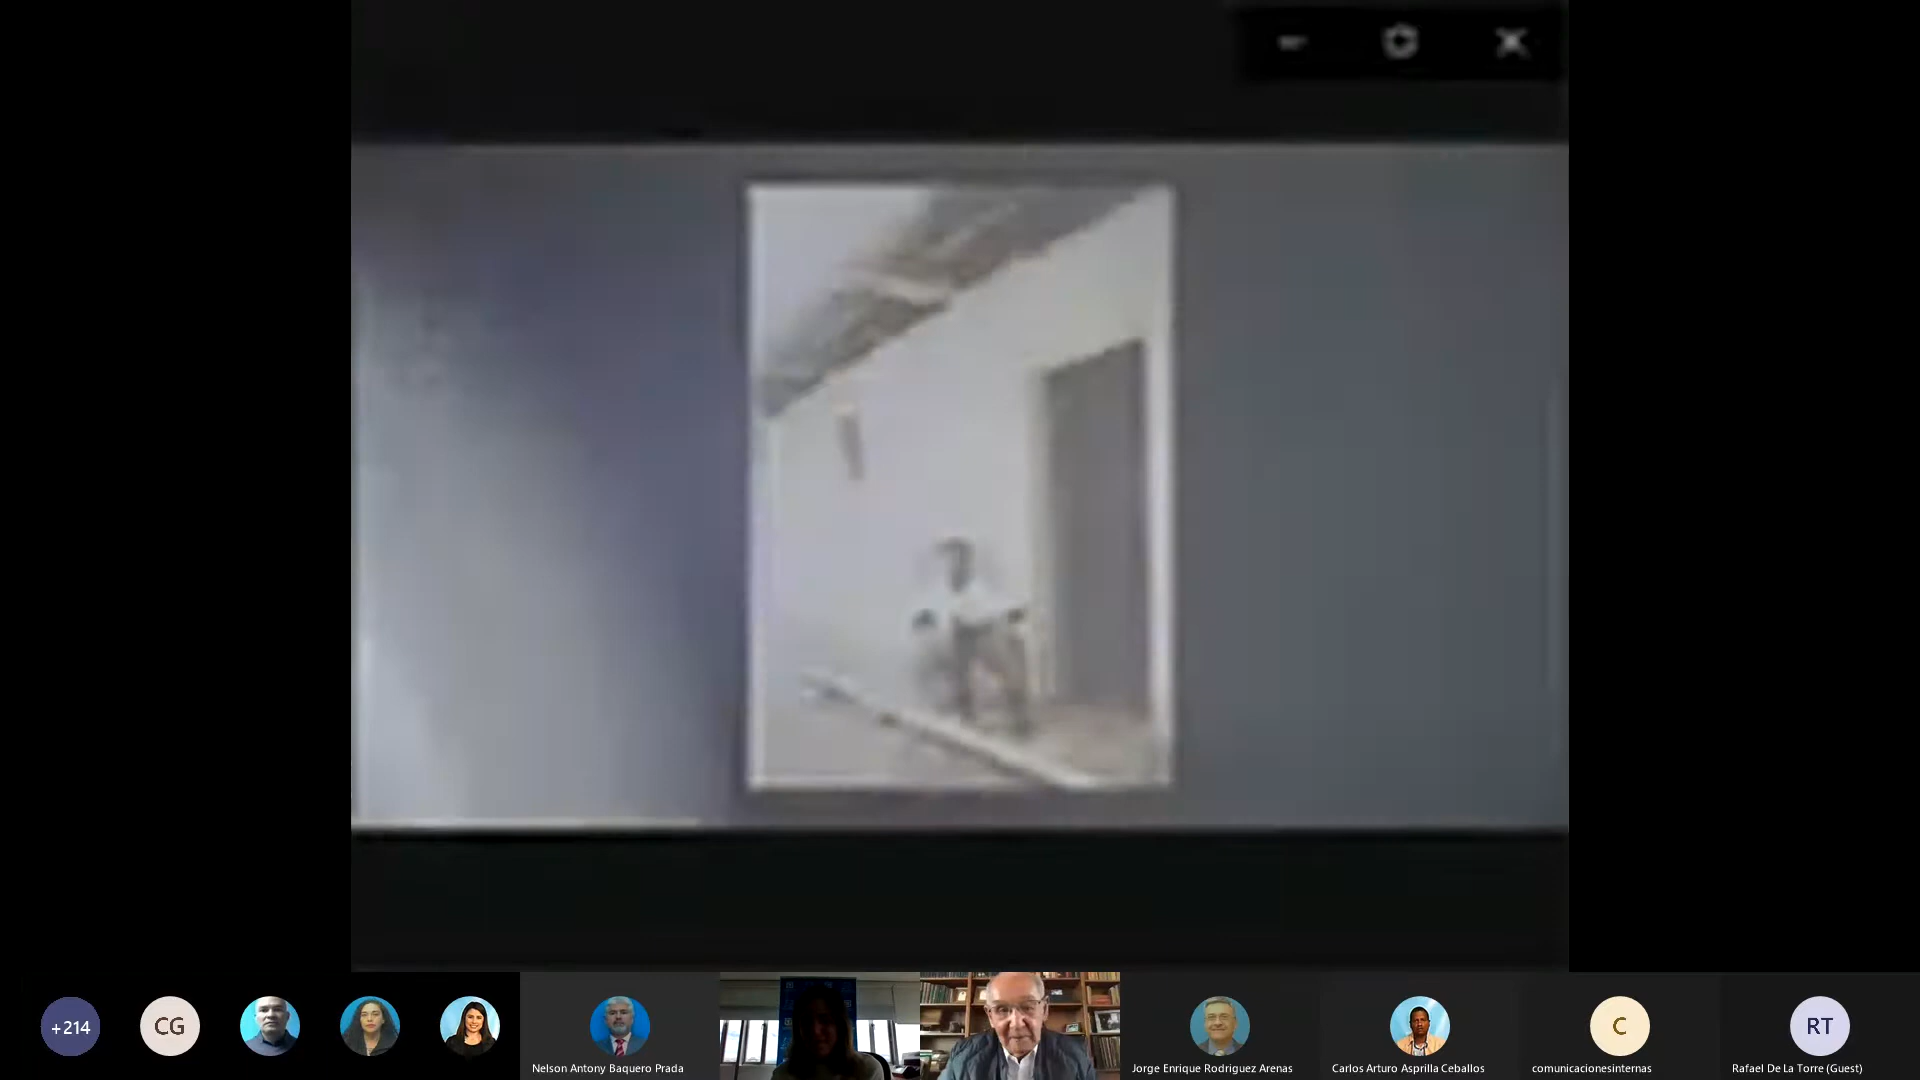 +214
CG
Nelson Antony Baquero Prada
Jorge Enrique Rodriguez Arenas
Carlos Arturo Asprilla Ceballos
C
comunicacionesinternas
RT
Rafael De La Torre (Guest)